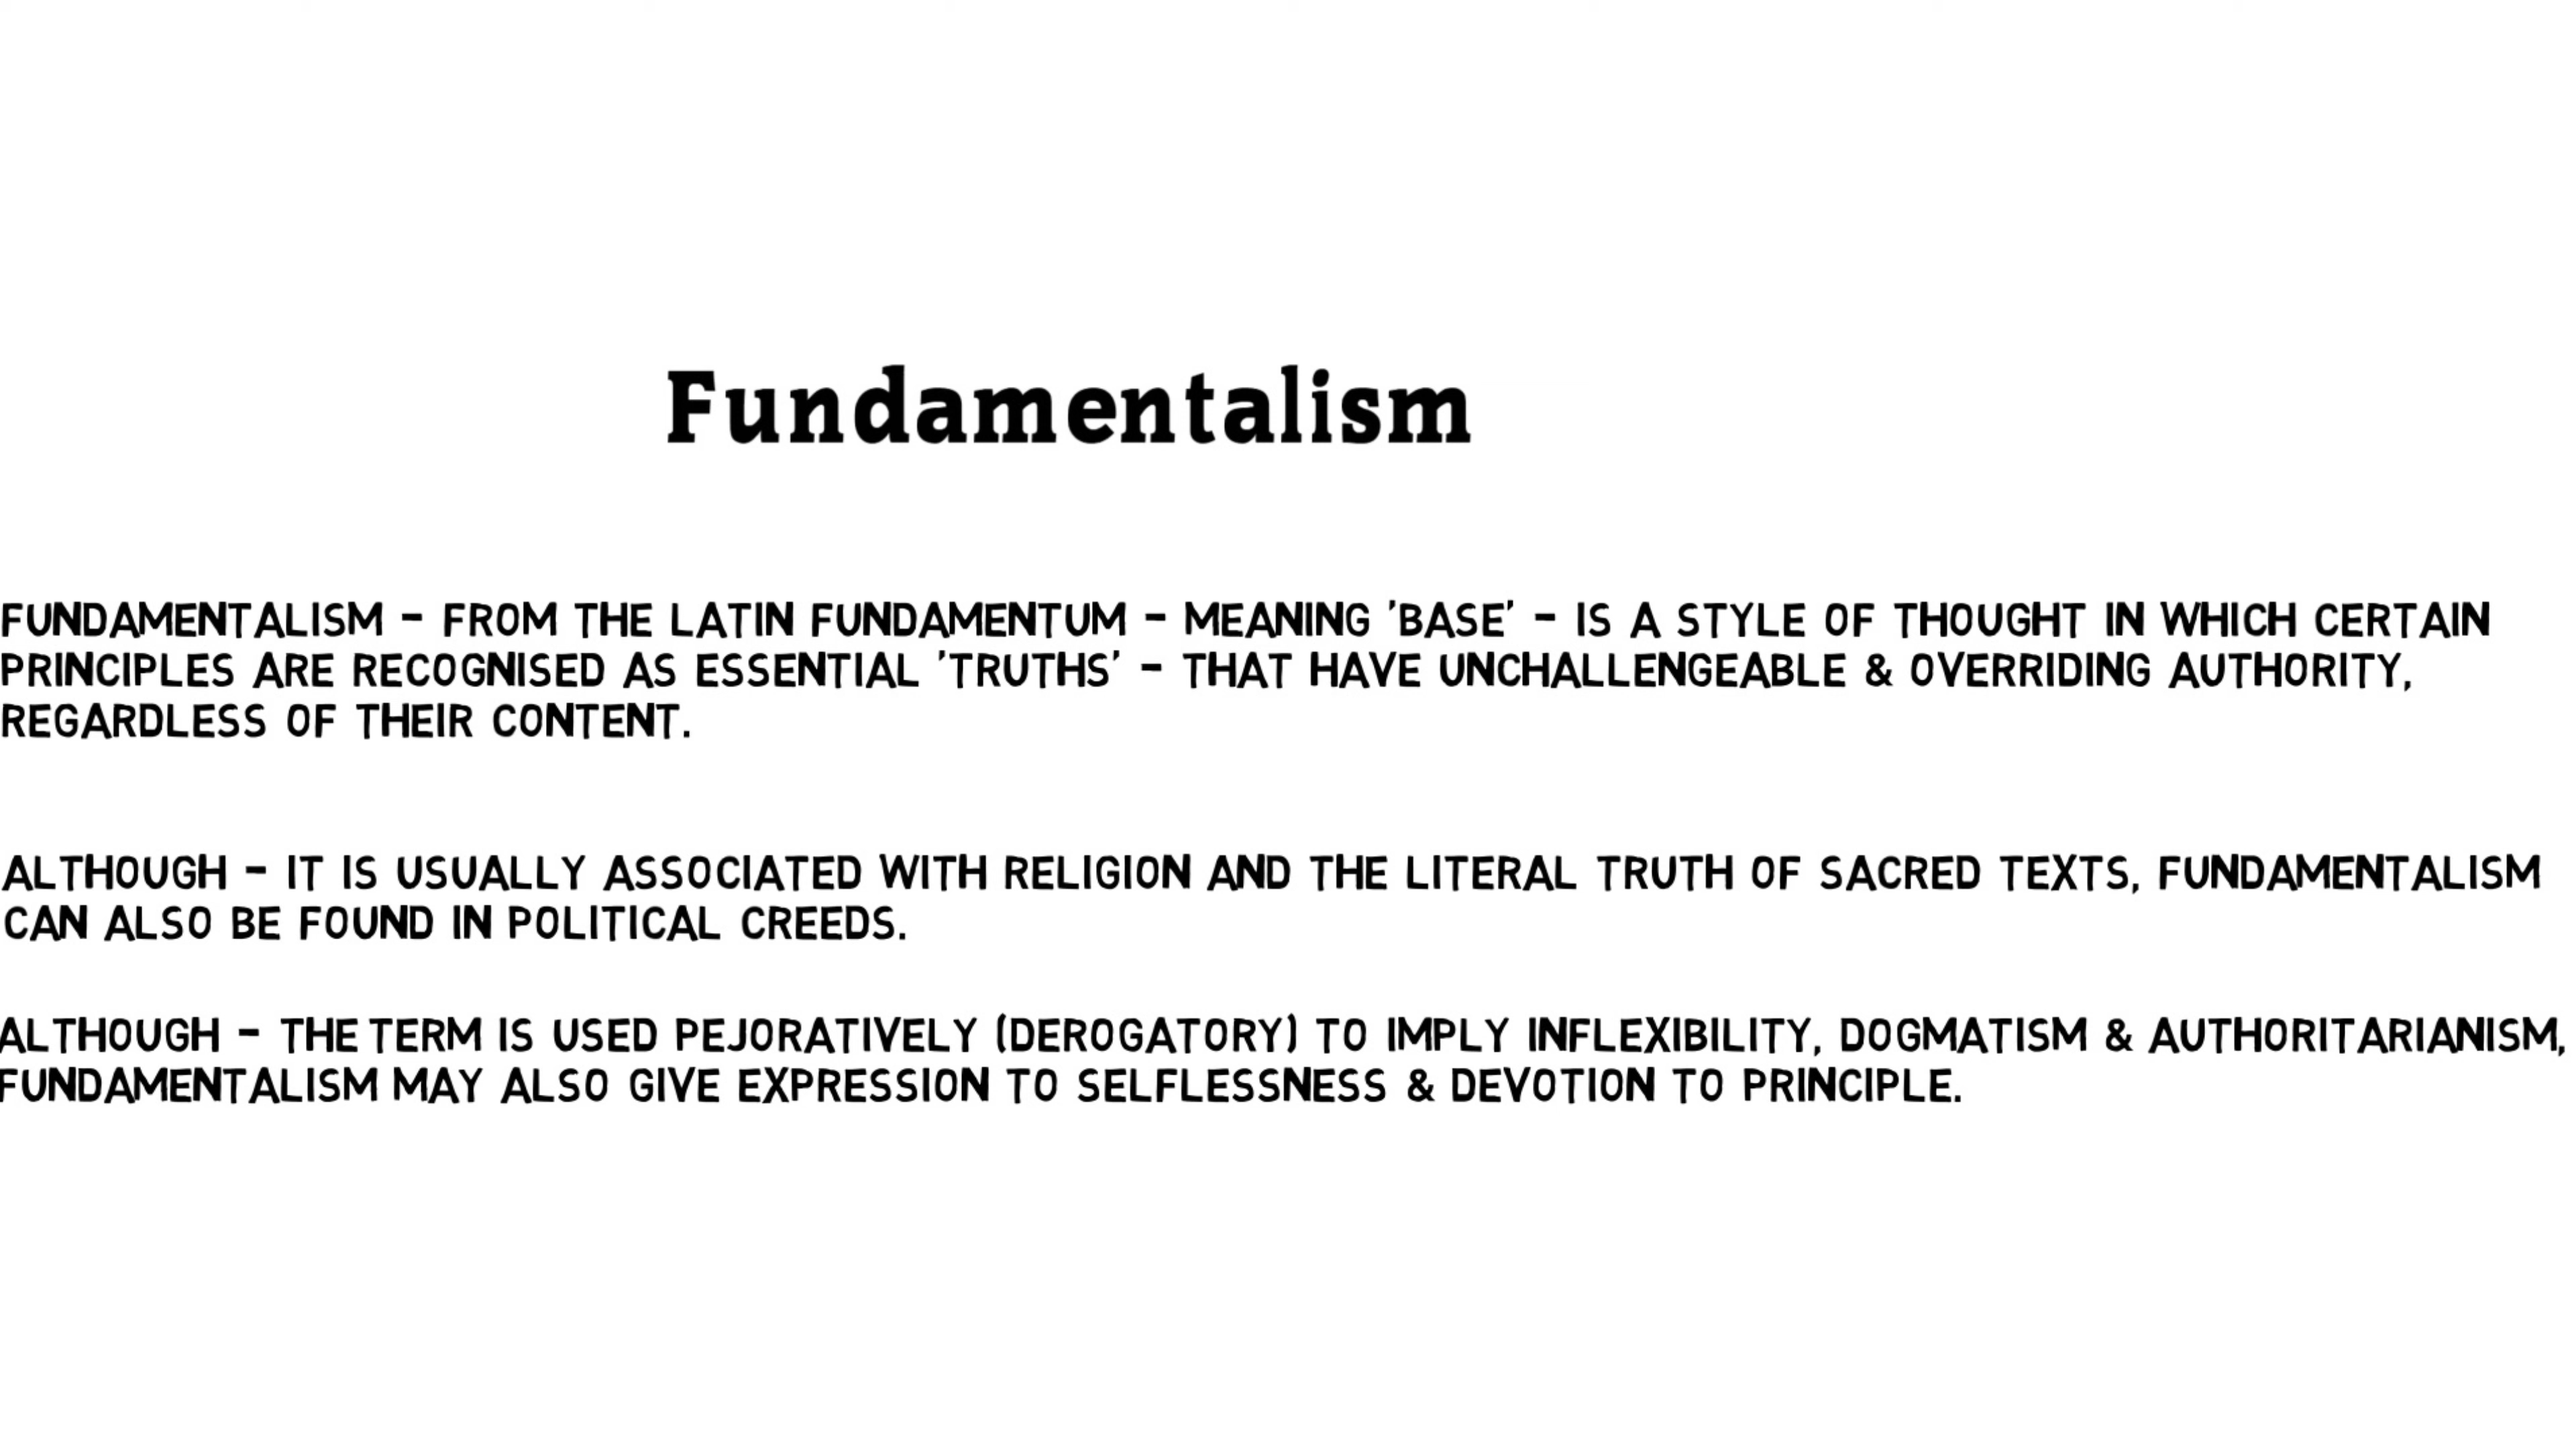 Fundamentalism
FUNDAMENTALISM - FROM THE LATIN FUNDAMENTUM - MEANING 'BASE' - IS A STYLE OF THOUGHT IN WHICH CERTAIN
PRINCIPLES ARE RECOGNISED AS ESSENTIAL 'TRUTHS' - THAT HAVE UNCHALLENGEABLE & OVERRIDING AUTHORITY,
REGARDLESS OF THEIR CONTENT.
ALTHOUGH - IT IS USUALLY ASSOCIATED WITH RELIGION AND THE LITERAL TRUTH OF SACRED TEXTS, FUNDAMENTALISM
CAN ALSO BE FOUND IN POLITICAL CREEDS.
ALTHOUGH - THE TERM IS USED PEJORATIVELY (DEROGATORY) TO IMPLY INFLEXIBILITY, DOGMATISM & AUTHORITARIANISM,
FUNDAMENTALISM MAY ALSO GIVE EXPRESSION TO SELFLESSNESS & DEVOTION TO PRINCIPLE.